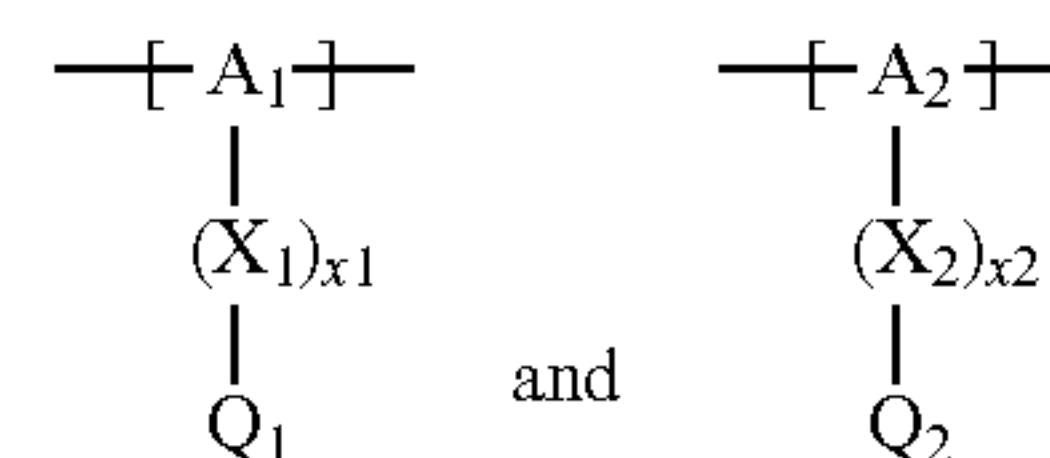 [ A₁ ] [ A₂ ]
(X₁)ₓ₁ (X₂)ₓ₂
and
Q₁ Q₂